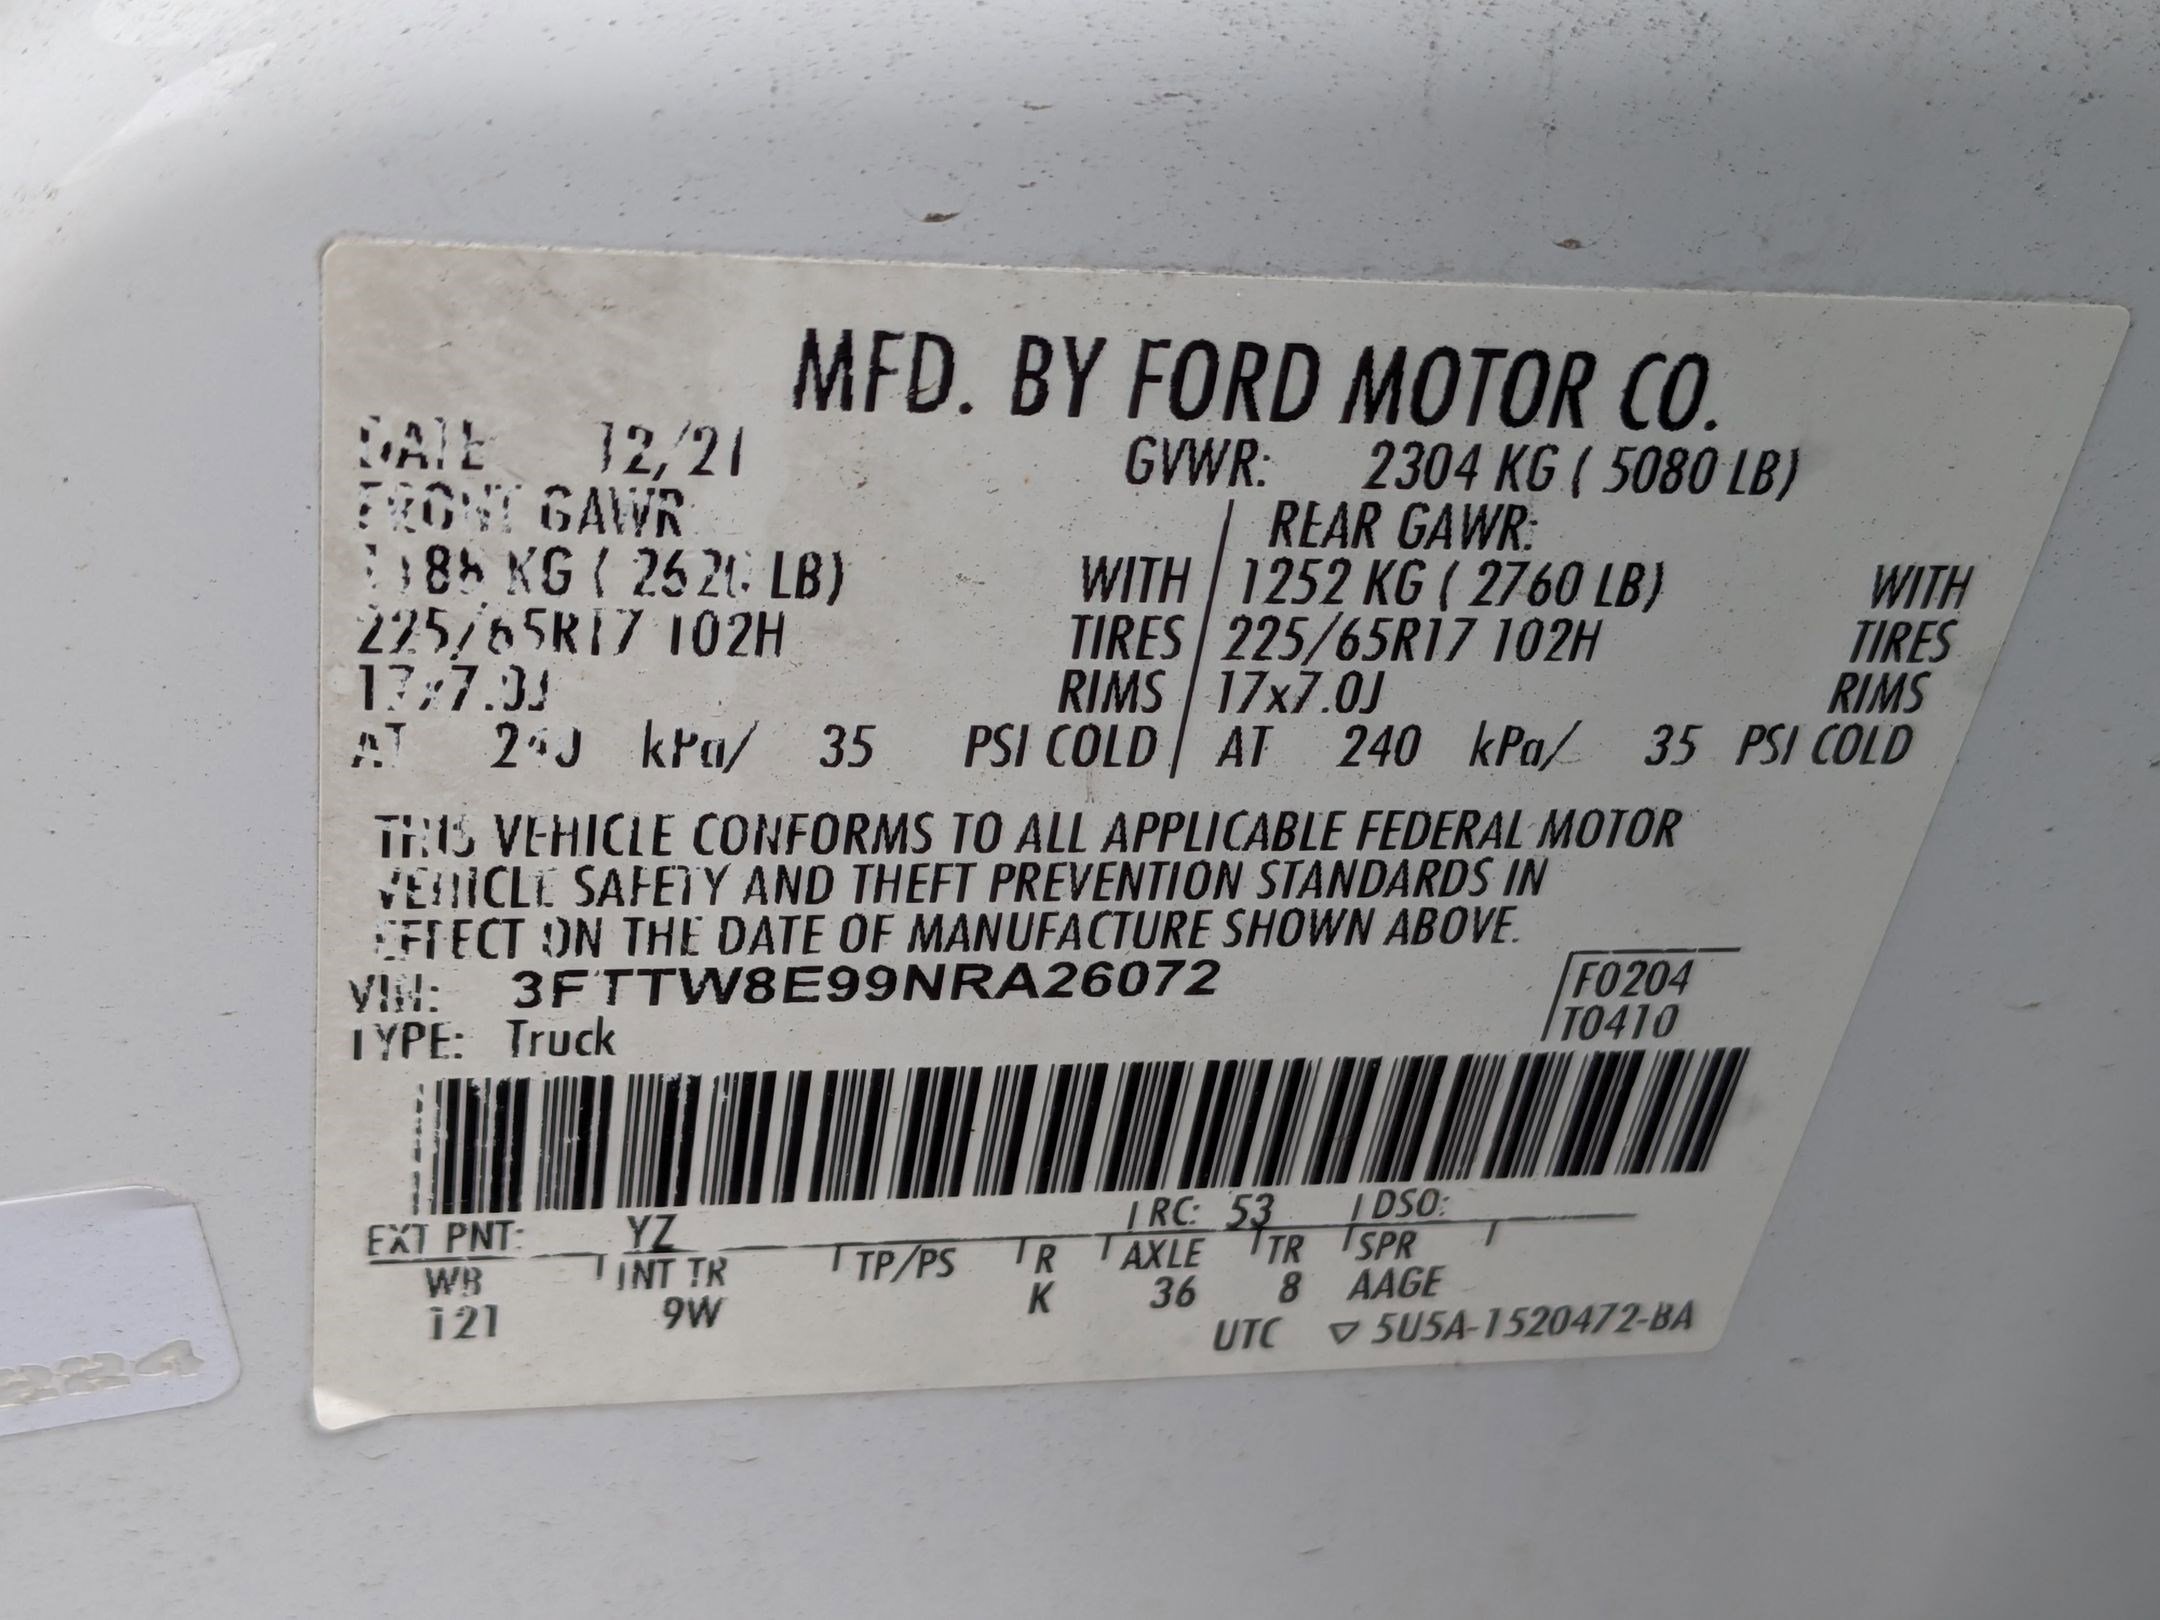 MFD. BY FORD MOTOR CO.
DATE 12/21 GVWR: 2304 KG ( 5080 LB)
FRONT GAWR REAR GAWR:
1188 KG ( 2620 LB) WITH 1252 KG ( 2760 LB) WITH
225/65R17 102H TIRES 225/65R17 102H TIRES
17x7.0J RIMS 17x7.0J RIMS
AT 240 kPa/ 35 PSI COLD AT 240 kPa/ 35 PSI COLD
THIS VEHICLE CONFORMS TO ALL APPLICABLE FEDERAL MOTOR
VEHICLE SAFETY AND THEFT PREVENTION STANDARDS IN
EFFECT ON THE DATE OF MANUFACTURE SHOWN ABOVE.
VIN: 3FTTW8E99NRA26072
F0204
TYPE: Truck
T0410
EXT PNT: YZ RC: 53 DSO:
WB INT TR TP/PS R AXLE TR SPR
121 9W K 36 8 AAGE
UTC ▽ 5U5A-1520472-BA